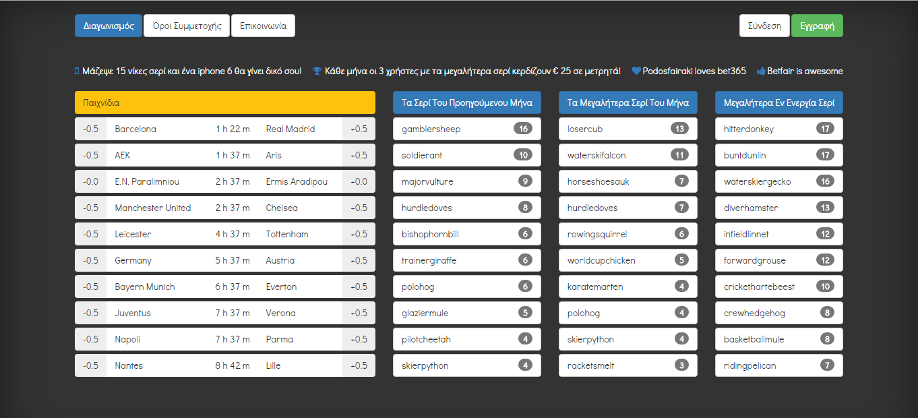 Διαγωνισμός Όροι Συμμετοχής Επικοινωνία Σύνδεση Εγγραφή
Μάζεψε 15 νίκες σερί και ένα iphone 6 θα γίνει δικό σου! Κάθε μήνα οι 3 χρήστες με τα μεγαλήτερα σερί κερδίζουν € 25 σε μετρητά! Podosfairaki loves bet365 Betfair is awesome
Παιχνίδια
-0.5 Barcelona 1 h 22 m Real Madrid +0.5
-0.5 AEK 1 h 37 m Aris +0.5
-0.0 E.N. Paralimniou 2 h 37 m Ermis Aradipou +0.0
-0.5 Manchester United 2 h 37 m Chelsea +0.5
-0.5 Leicester 4 h 37 m Tottenham +0.5
-0.5 Germany 5 h 37 m Austria +0.5
-0.5 Bayern Munich 6 h 37 m Everton +0.5
-0.5 Juventus 7 h 37 m Verona +0.5
-0.5 Napoli 7 h 37 m Parma +0.5
-0.5 Nantes 8 h 42 m Lille +0.5
Τα Σερί Του Προηγούμενου Μήνα
gamblersheep 16
soldierant 10
majorvulture 9
hurdledoves 8
bishophornbill 6
trainergiraffe 6
polohog 6
glaziermule 5
pilotcheetah 4
skierpython 4
Τα Μεγαλήτερα Σερί Του Μήνα
losercub 13
waterskifalcon 11
horseshoesauk 7
hurdledoves 7
rowingsquirrel 6
worldcupchicken 5
karatemarten 4
polohog 4
skierpython 4
racketsmelt 3
Μεγαλήτερα Εν Ενεργία Σερί
hitterdonkey 17
buntdunlin 17
waterskiergecko 16
diverhamster 13
infieldlinnet 12
forwardgrouse 12
crickethartebeest 10
crewhedgehog 8
basketballmule 8
ridingpelican 7